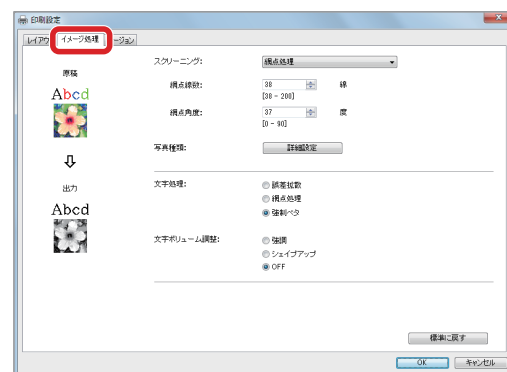 印刷設定
レイアウ イメージ処理 ージョン
原稿
Abcd
出力
Abcd
スクリーニング: 網点処理
網点線数: 38 線
[38 - 200]
網点角度: 37 度
[0 - 90]
写真種類: 詳細設定
文字処理: 誤差拡散
網点処理
強制ベタ
文字ボリューム調整: 強調
シェイプアップ
OFF
標準に戻す
OK キャンセル